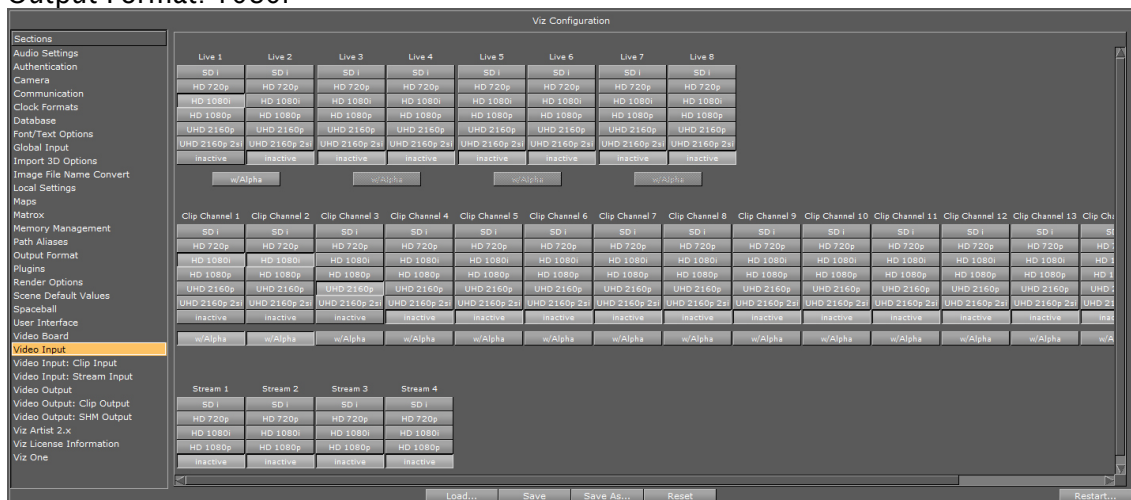 Output Format: 1080i
Viz Configuration
Sections
Audio Settings
Authentication
Camera
Communication
Clock Formats
Database
Font/Text Options
Global Input
Import 3D Options
Image File Name Convert
Local Settings
Maps
Matrox
Memory Management
Path Aliases
Output Format
Plugins
Render Options
Scene Default Values
Spaceball
User Interface
Video Board
Video Input
Video Input: Clip Input
Video Input: Stream Input
Video Output
Video Output: Clip Output
Video Output: SHM Output
Viz Artist 2.x
Viz License Information
Viz One
Live 1 Live 2 Live 3 Live 4 Live 5 Live 6 Live 7 Live 8
SD i SD i SD i SD i SD i SD i SD i SD i
HD 720p HD 720p HD 720p HD 720p HD 720p HD 720p HD 720p HD 720p
HD 1080i HD 1080i HD 1080i HD 1080i HD 1080i HD 1080i HD 1080i HD 1080i
HD 1080p HD 1080p HD 1080p HD 1080p HD 1080p HD 1080p HD 1080p HD 1080p
UHD 2160p UHD 2160p UHD 2160p UHD 2160p UHD 2160p UHD 2160p UHD 2160p UHD 2160p
UHD 2160p 2si UHD 2160p 2si UHD 2160p 2si UHD 2160p 2si UHD 2160p 2si UHD 2160p 2si UHD 2160p 2si UHD 2160p 2si
inactive inactive inactive inactive inactive inactive inactive inactive
w/Alpha w/Alpha w/Alpha w/Alpha
Clip Channel 1 Clip Channel 2 Clip Channel 3 Clip Channel 4 Clip Channel 5 Clip Channel 6 Clip Channel 7 Clip Channel 8 Clip Channel 9 Clip Channel 10 Clip Channel 11 Clip Channel 12 Clip Channel 13 Clip Ch
SD i SD i SD i SD i SD i SD i SD i SD i SD i SD i SD i SD i SD i S
HD 720p HD 720p HD 720p HD 720p HD 720p HD 720p HD 720p HD 720p HD 720p HD 720p HD 720p HD 720p HD 720p HD 7
HD 1080i HD 1080i HD 1080i HD 1080i HD 1080i HD 1080i HD 1080i HD 1080i HD 1080i HD 1080i HD 1080i HD 1080i HD 1080i HD 1
HD 1080p HD 1080p HD 1080p HD 1080p HD 1080p HD 1080p HD 1080p HD 1080p HD 1080p HD 1080p HD 1080p HD 1080p HD 1080p HD 1
UHD 2160p UHD 2160p UHD 2160p UHD 2160p UHD 2160p UHD 2160p UHD 2160p UHD 2160p UHD 2160p UHD 2160p UHD 2160p UHD 2160p UHD 2160p UHD
UHD 2160p 2si UHD 2160p 2si UHD 2160p 2si UHD 2160p 2si UHD 2160p 2si UHD 2160p 2si UHD 2160p 2si UHD 2160p 2si UHD 2160p 2si UHD 2160p 2si UHD 2160p 2si UHD 2160p 2si UHD 2160p 2si UHD 21
inactive inactive inactive inactive inactive inactive inactive inactive inactive inactive inactive inactive inactive inac
w/Alpha w/Alpha w/Alpha w/Alpha w/Alpha w/Alpha w/Alpha w/Alpha w/Alpha w/Alpha w/Alpha w/Alpha w/Alpha w/A
Stream 1 Stream 2 Stream 3 Stream 4
SD i SD i SD i SD i
HD 720p HD 720p HD 720p HD 720p
HD 1080i HD 1080i HD 1080i HD 1080i
HD 1080p HD 1080p HD 1080p HD 1080p
inactive inactive inactive inactive
Load... Save Save As... Reset Restart...